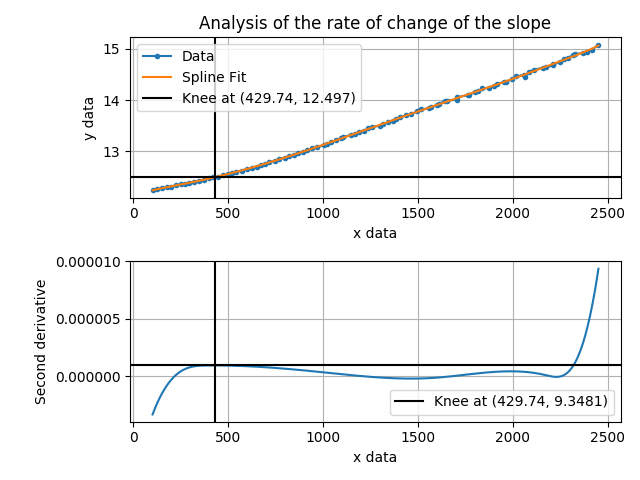 Analysis of the rate of change of the slope
15
14
13
y data
Data
Spline Fit
Knee at (429.74, 12.497)
0 500 1000 1500 2000 2500
x data
0.000010
0.000005
0.000000
Second derivative
Knee at (429.74, 9.3481)
0 500 1000 1500 2000 2500
x data